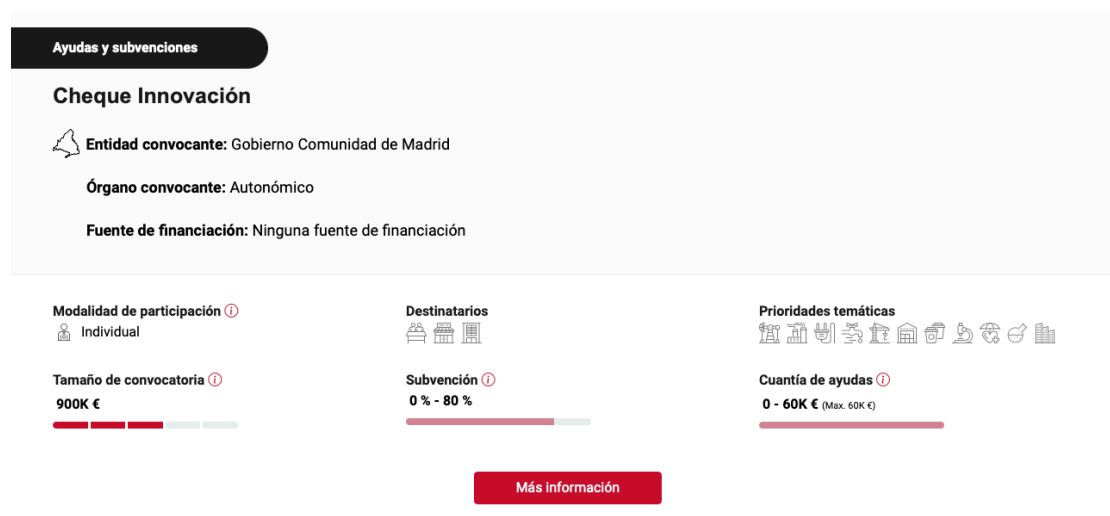 Ayudas y subvenciones
Cheque Innovación
Entidad convocante: Gobierno Comunidad de Madrid
Órgano convocante: Autonómico
Fuente de financiación: Ninguna fuente de financiación
Modalidad de participación
Individual
Destinatarios
Prioridades temáticas
Tamaño de convocatoria
900K €
Subvención
0 % - 80 %
Cuantía de ayudas
0 - 60K € (Max. 60K €)
Más información